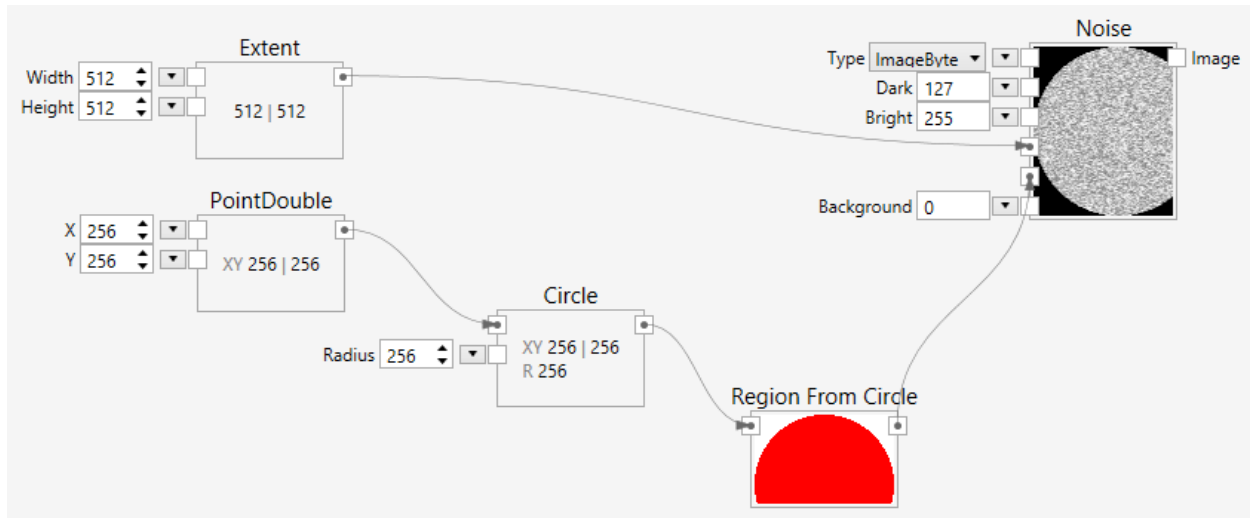 Extent
Width 512
Height 512
512 | 512
Noise
Type ImageByte
Image
Dark 127
Bright 255
Background 0
PointDouble
X 256
Y 256
XY 256 | 256
Circle
Radius 256
XY 256 | 256
R 256
Region From Circle